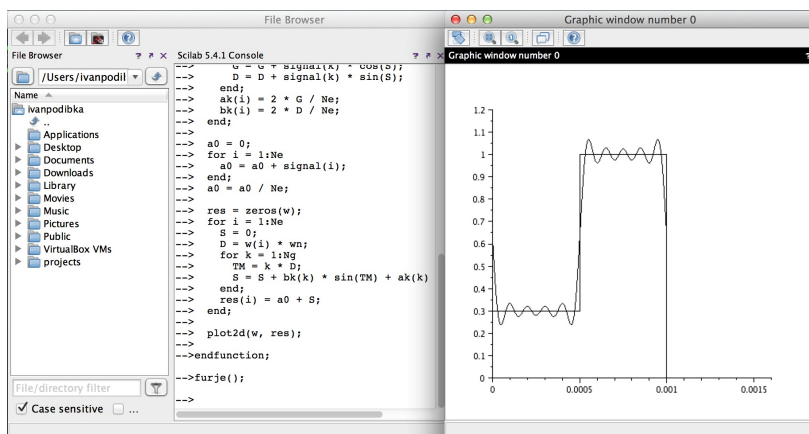 File Browser
Graphic window number 0
File Browser
? ↗ ×
Scilab 5.4.1 Console
? ↗ ×
Graphic window number 0
?
/Users/ivanpodil
Name
ivanpodibka
..
Applications
Desktop
Documents
Downloads
Library
Movies
Music
Pictures
Public
VirtualBox VMs
projects
File/directory filter
Case sensitive
...
--> G = G + signal(k) * cos(S);
--> D = D + signal(k) * sin(S);
--> end;
--> ak(i) = 2 * G / Ne;
--> bk(i) = 2 * D / Ne;
--> end;
-->
--> a0 = 0;
--> for i = 1:Ne
--> a0 = a0 + signal(i);
--> end;
--> a0 = a0 / Ne;
-->
--> res = zeros(w);
--> for i = 1:Ne
--> S = 0;
--> D = w(i) * wn;
--> for k = 1:Ng
--> TM = k * D;
--> S = S + bk(k) * sin(TM) + ak(k)
--> end;
--> res(i) = a0 + S;
--> end;
-->
--> plot2d(w, res);
-->
-->endfunction;
-->furje();
-->
1.2
1.1
1
0.9
0.8
0.7
0.6
0.5
0.4
0.3
0.2
0.1
0
0
0.0005
0.001
0.0015